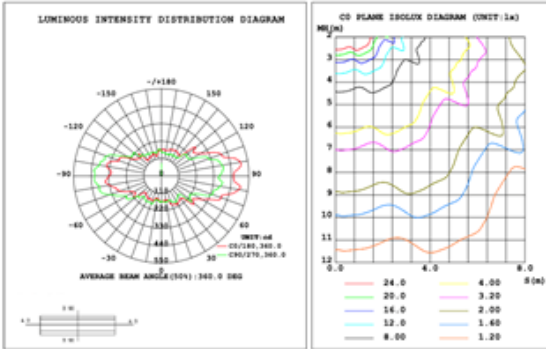 LUMINOUS INTENSITY DISTRIBUTION DIAGRAM
-/+180
-150 150
-120 120
-90 0 90
-60 60
-30 30
0
UNIT:cd
C0/180,360.0
C90/270,360.0
AVERAGE BEAM ANGLE(50%):360.0 DEG
C0 PLANE ISOLUX DIAGRAM (UNIT:lx)
MH(m)
2
3
4
5
6
7
8
9
10
11
12
0.0 4.0 8.0
S(m)
24.0 4.00
20.0 3.20
16.0 2.00
12.0 1.60
8.00 1.20